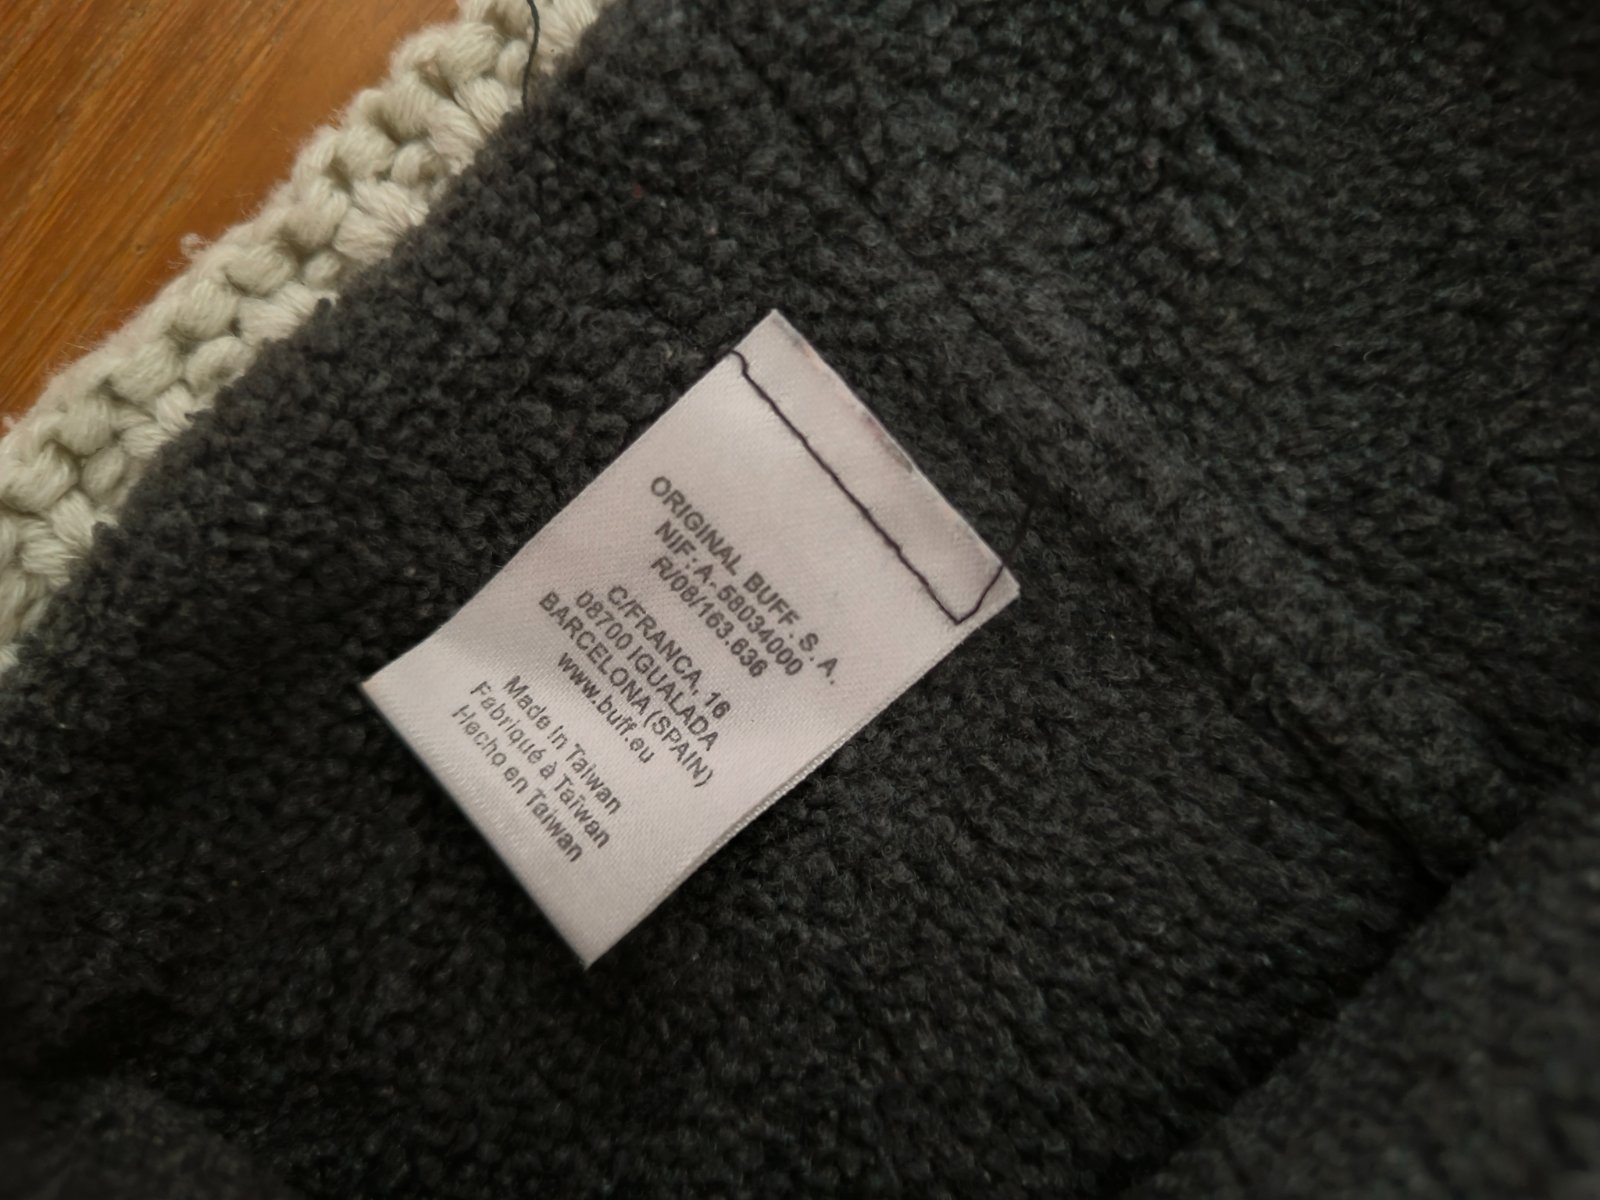 ORIGINAL BUFF. S. A.
NIF: A. 58034000
R/08/163.636
C/FRANCA, 16
08700 IGUALADA
BARCELONA (SPAIN)
www.buff.eu
Made In Taiwan
Fabriqué à Taïwan
Hecho en Taiwan